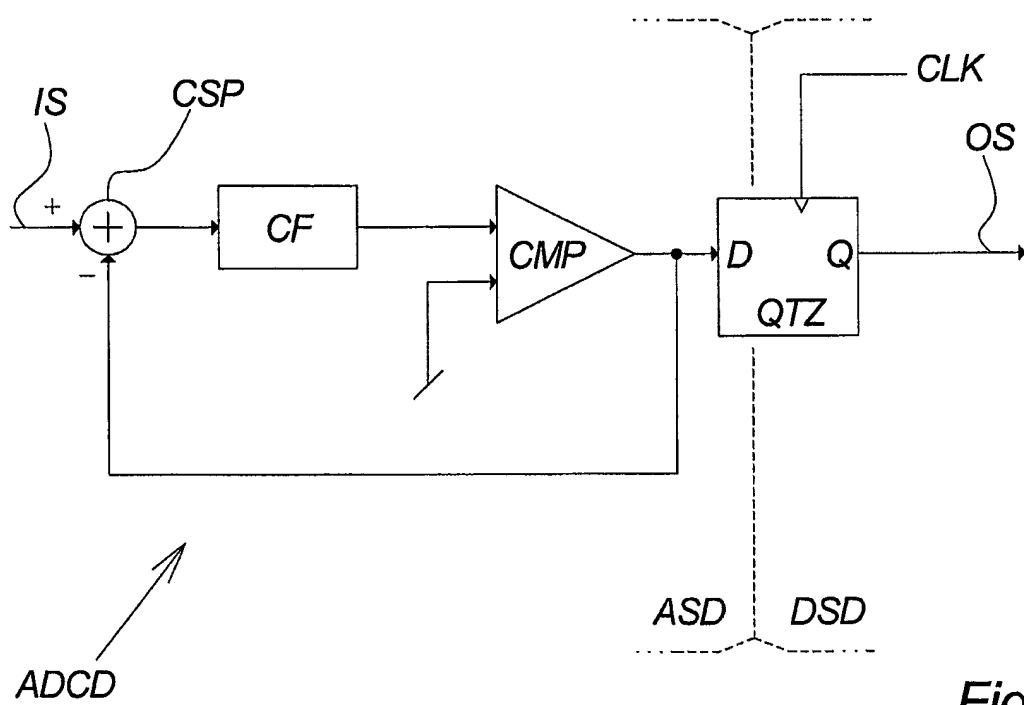 IS
CSP
CLK
OS
+
+
−
CF
CMP
D
Q
QTZ
ASD
DSD
ADCD